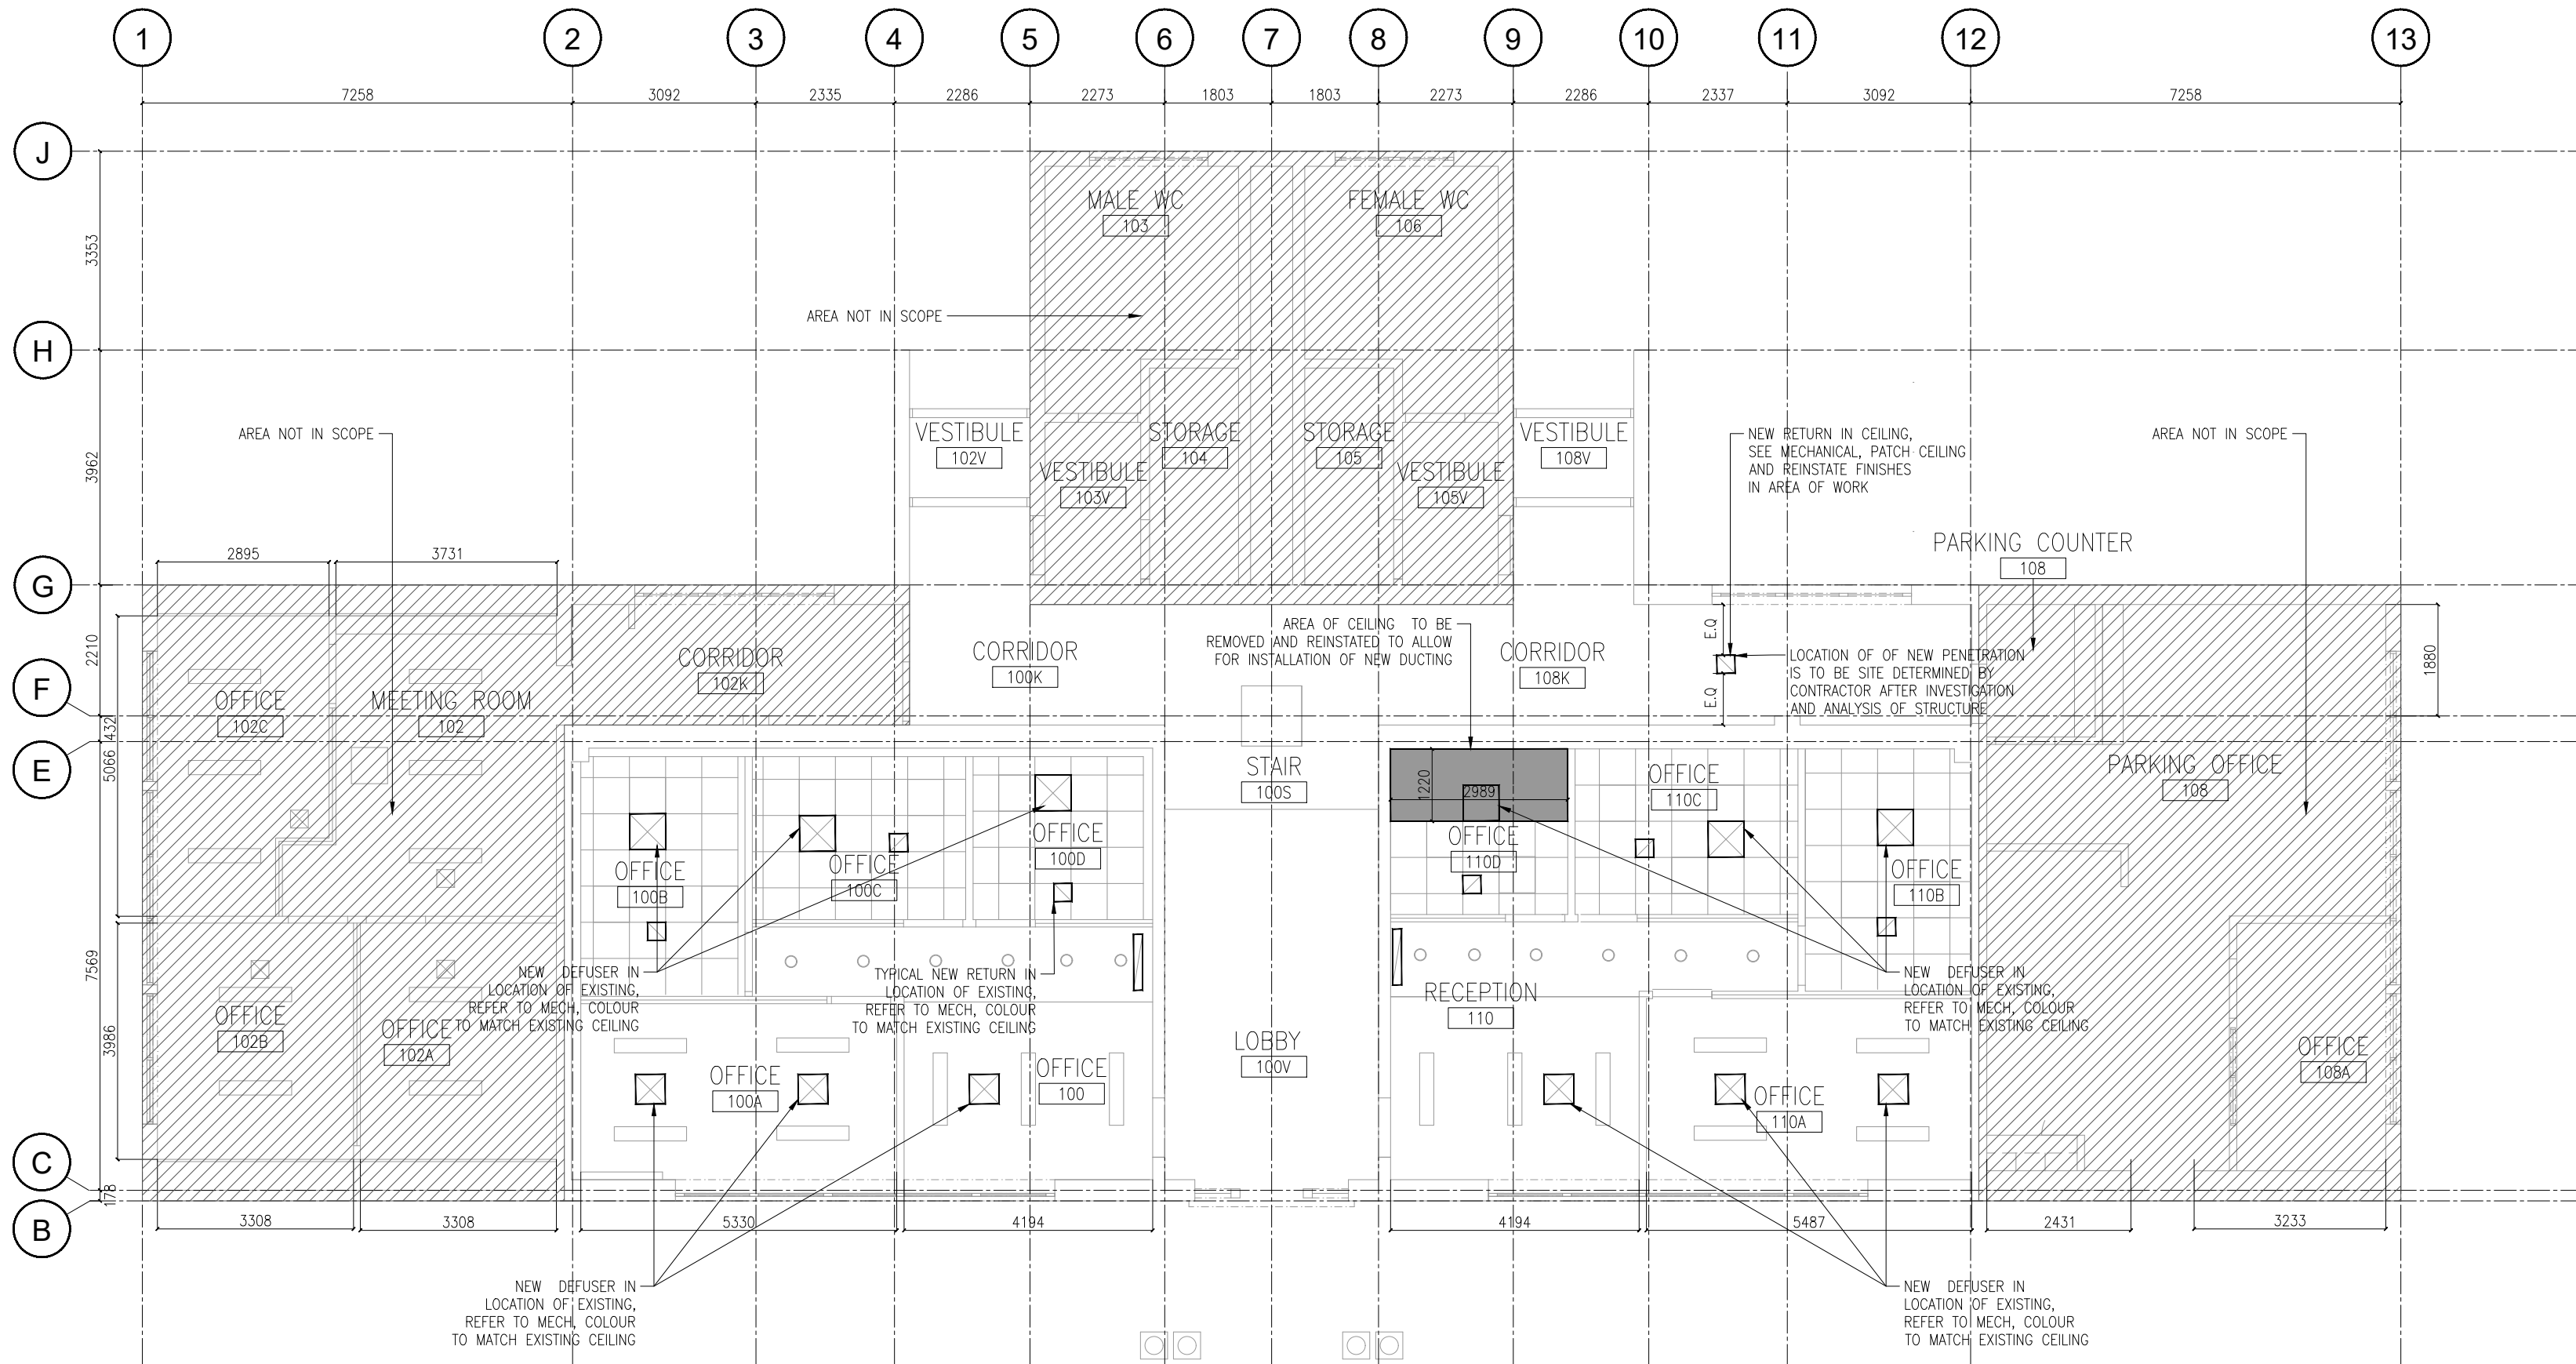 1 2 3 4 5 6 7 8 9 10 11 12 13
7258 3092 2335 2286 2273 1803 1803 2273 2286 2337 3092 7258
J
H
G
F
E
C
B
3353
3962
2210
432
5066
7569
3986
178
MALE WC
103
FEMALE WC
106
AREA NOT IN SCOPE
AREA NOT IN SCOPE
VESTIBULE
102V
VESTIBULE
103V
STORAGE
104
STORAGE
105
VESTIBULE
105V
VESTIBULE
108V
NEW RETURN IN CEILING,
SEE MECHANICAL, PATCH CEILING
AND REINSTATE FINISHES
IN AREA OF WORK
AREA NOT IN SCOPE
PARKING COUNTER
108
2895
3731
AREA OF CEILING TO BE
REMOVED AND REINSTATED TO ALLOW
FOR INSTALLATION OF NEW DUCTING
E.Q
E.Q
LOCATION OF OF NEW PENETRATION
IS TO BE SITE DETERMINED BY
CONTRACTOR AFTER INVESTIGATION
AND ANALYSIS OF STRUCTURE
1880
OFFICE
102C
MEETING ROOM
102
CORRIDOR
102K
CORRIDOR
100K
CORRIDOR
108K
STAIR
100S
1220
2989
OFFICE
110C
PARKING OFFICE
108
OFFICE
100B
OFFICE
100C
OFFICE
100D
OFFICE
110D
OFFICE
110B
NEW DEFUSER IN
LOCATION OF EXISTING,
REFER TO MECH, COLOUR
TO MATCH EXISTING CEILING
TYPICAL NEW RETURN IN
LOCATION OF EXISTING,
REFER TO MECH, COLOUR
TO MATCH EXISTING CEILING
NEW DEFUSER IN
LOCATION OF EXISTING,
REFER TO MECH, COLOUR
TO MATCH EXISTING CEILING
OFFICE
102B
OFFICE
102A
OFFICE
100A
OFFICE
100
LOBBY
100V
RECEPTION
110
OFFICE
110A
OFFICE
108A
3308
3308
5330
4194
4194
5487
2431
3233
NEW DEFUSER IN
LOCATION OF EXISTING,
REFER TO MECH, COLOUR
TO MATCH EXISTING CEILING
NEW DEFUSER IN
LOCATION OF EXISTING,
REFER TO MECH, COLOUR
TO MATCH EXISTING CEILING